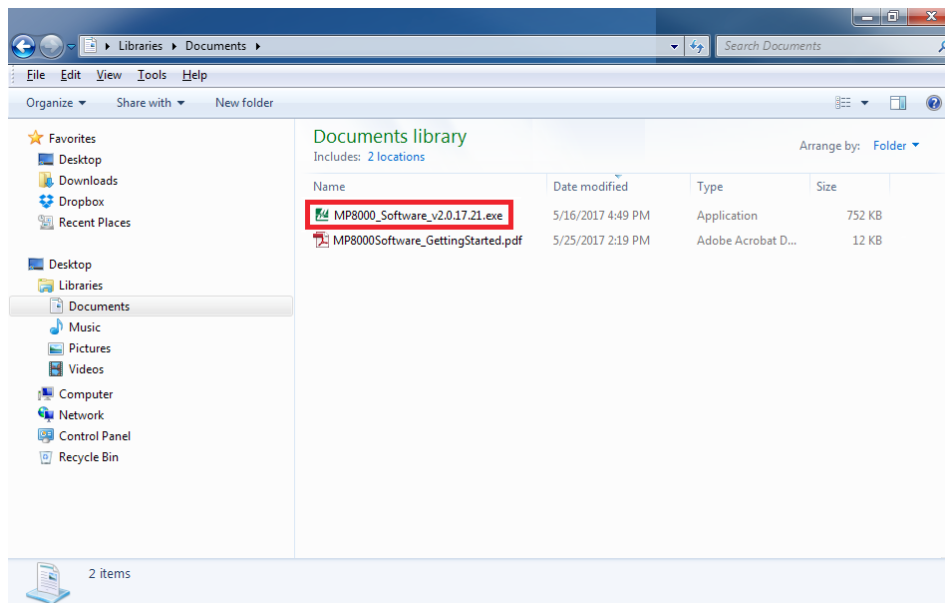 Libraries Documents
Search Documents
File Edit View Tools Help
Organize Share with New folder
Favorites
Desktop
Downloads
Dropbox
Recent Places
Desktop
Libraries
Documents
Music
Pictures
Videos
Computer
Network
Control Panel
Recycle Bin
Documents library
Includes: 2 locations
Arrange by: Folder
Name Date modified Type Size
MP8000_Software_v2.0.17.21.exe 5/16/2017 4:49 PM Application 752 KB
MP8000Software_GettingStarted.pdf 5/25/2017 2:19 PM Adobe Acrobat D... 12 KB
2 items